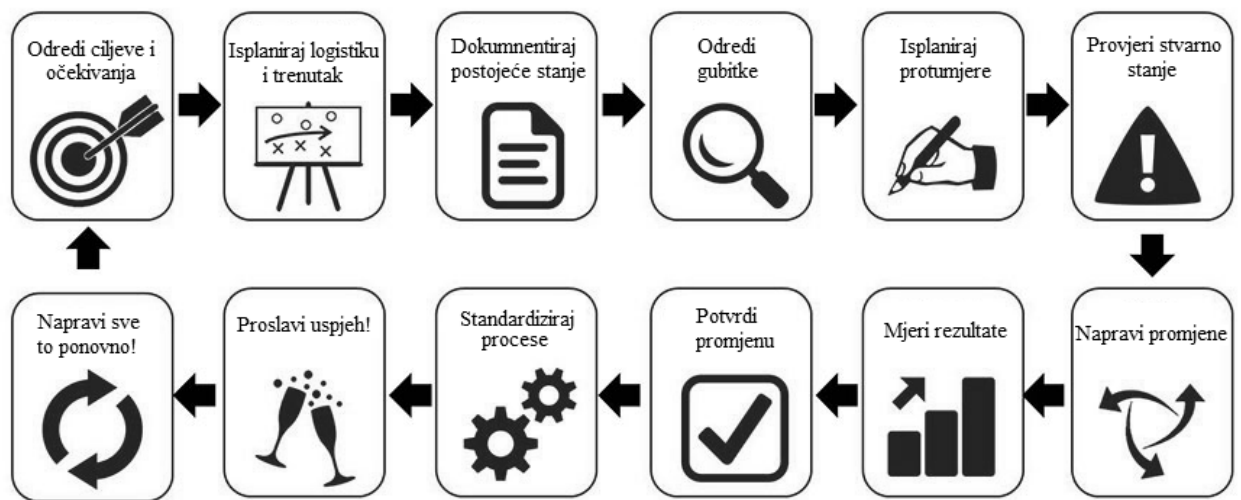 Odredi ciljeve i
očekivanja
Isplaniraj logistiku
i trenutak
Dokumnentiraj
postojeće stanje
Odredi
gubitke
Isplaniraj
protumjere
Provjeri stvarno
stanje
Napravi sve
to ponovno!
Proslavi uspjeh!
Standardiziraj
procese
Potvrdi
promjenu
Mjeri rezultate
Napravi promjene